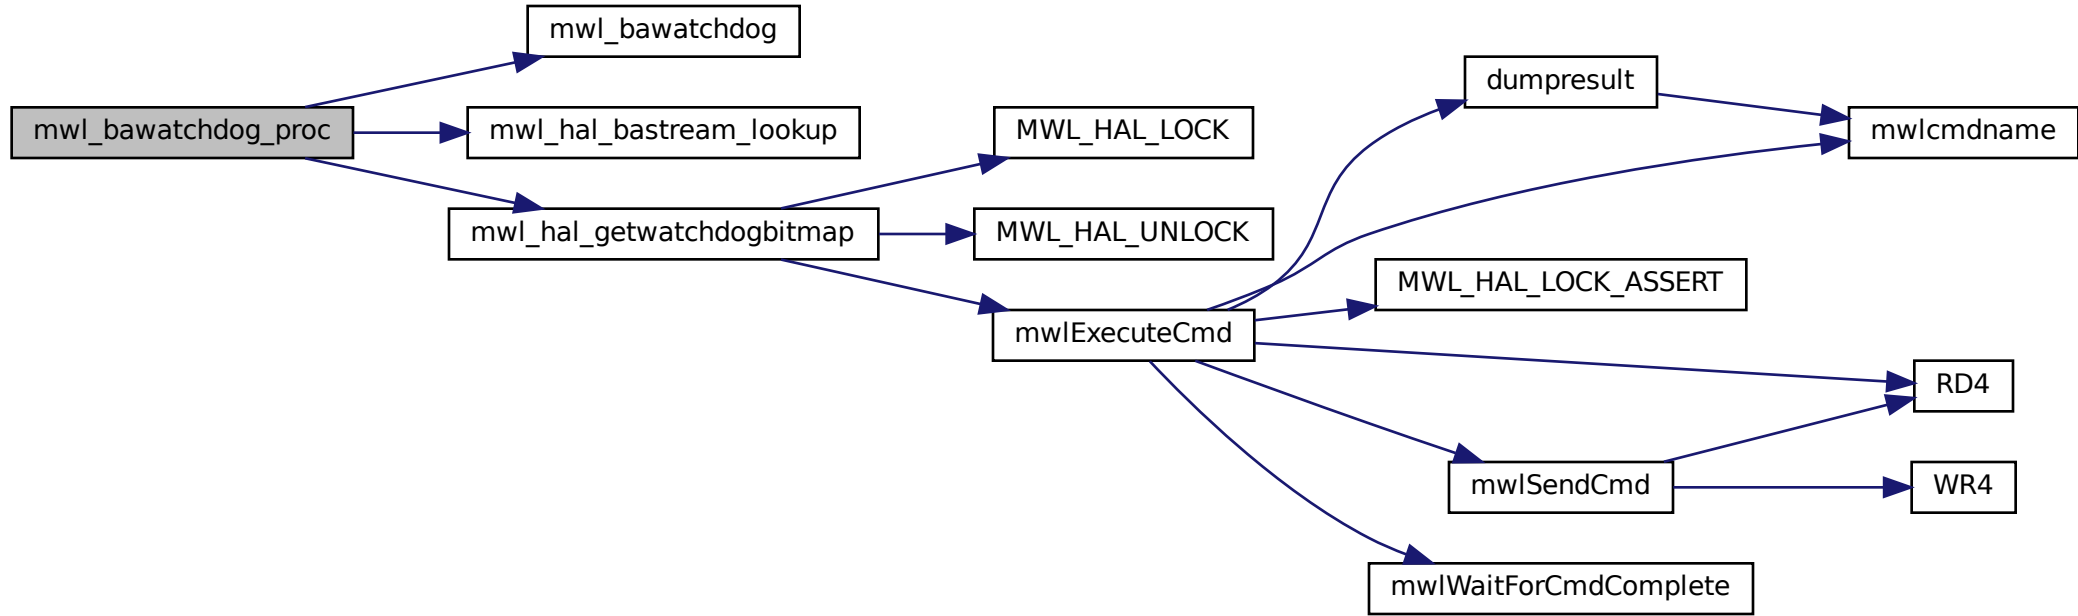 mwl_bawatchdog
dumpresult
mwl_bawatchdog_proc
mwl_hal_bastream_lookup
MWL_HAL_LOCK
mwlcmdname
mwl_hal_getwatchdogbitmap
MWL_HAL_UNLOCK
MWL_HAL_LOCK_ASSERT
mwlExecuteCmd
RD4
mwlSendCmd
WR4
mwlWaitForCmdComplete